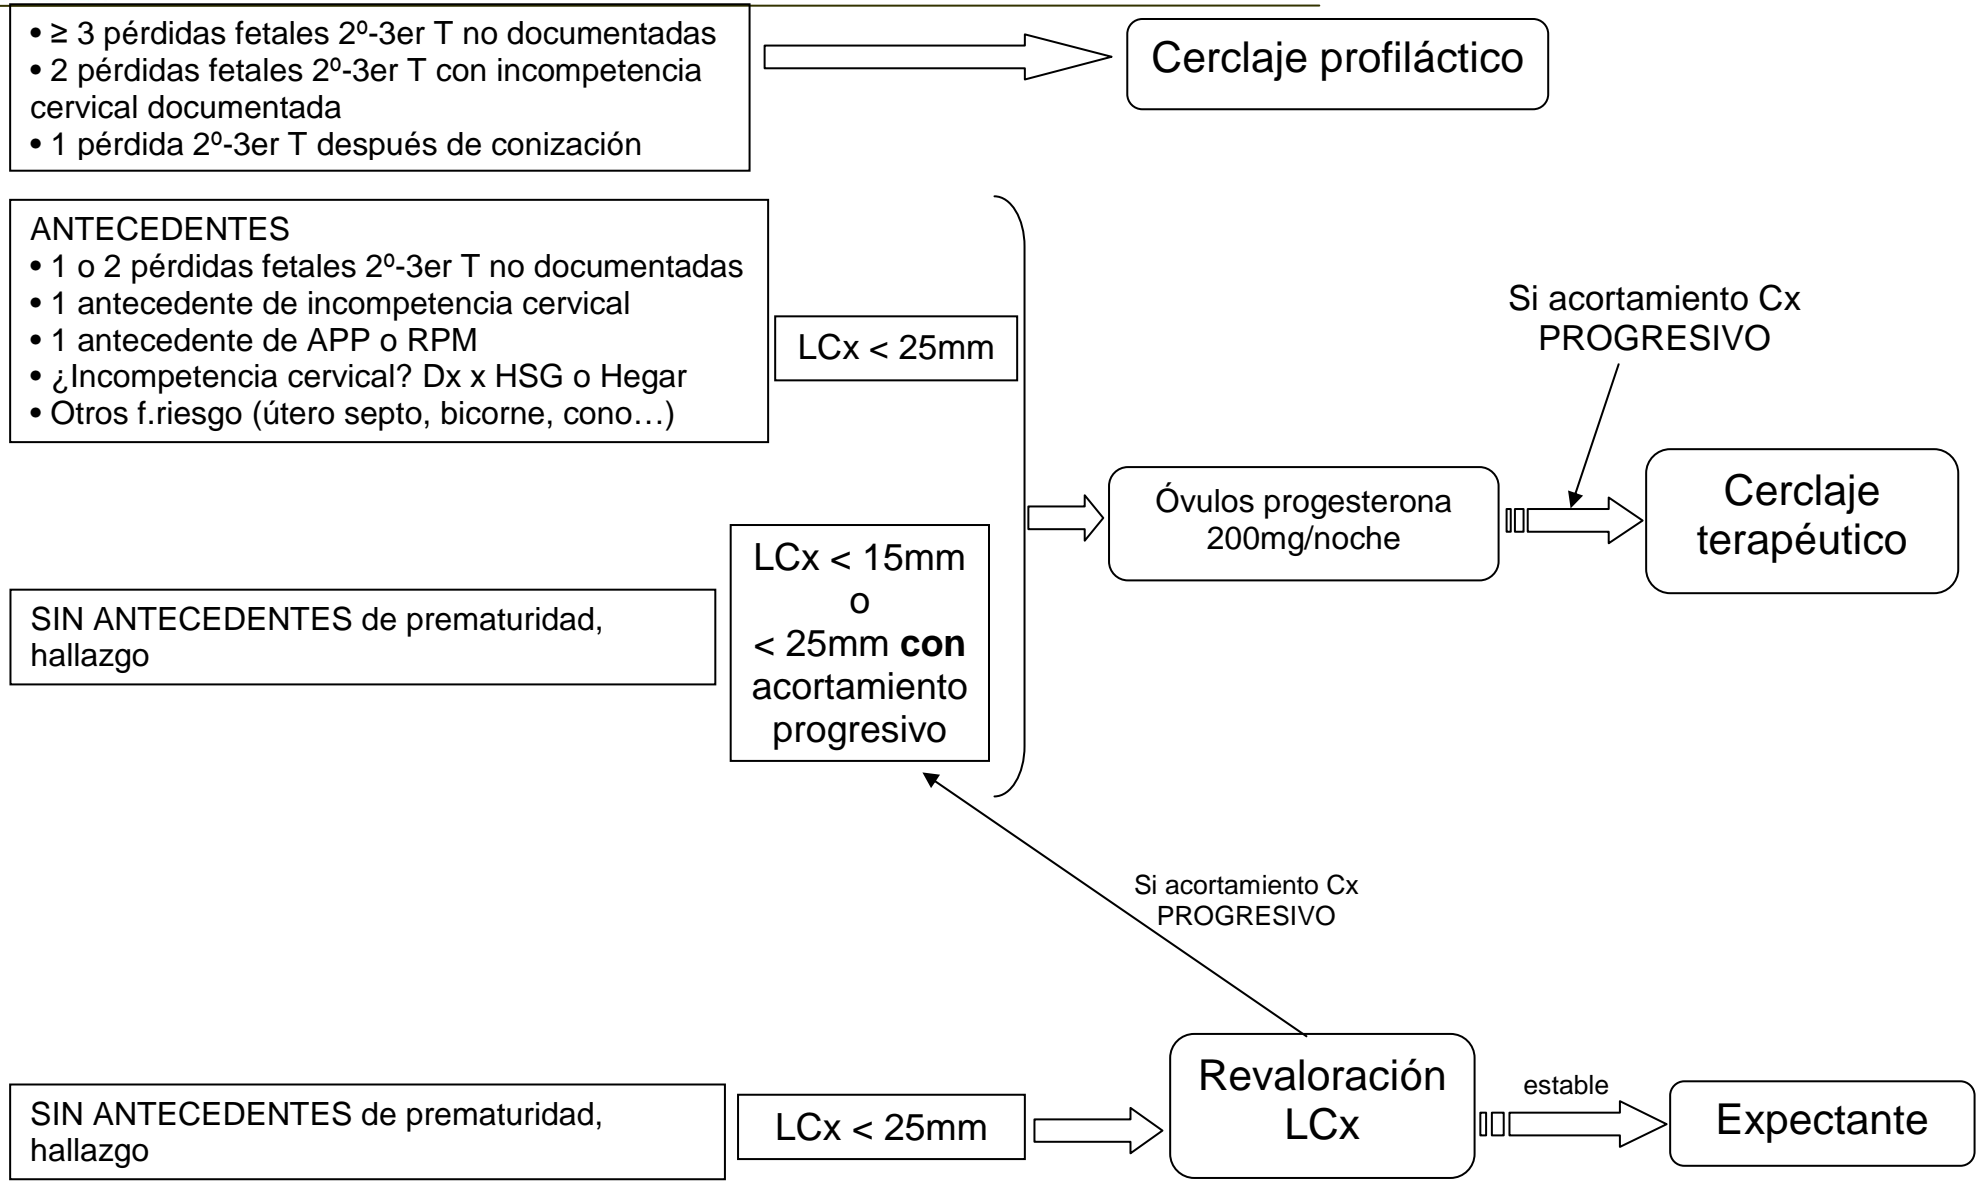 • ≥ 3 pérdidas fetales 2º-3er T no documentadas
• 2 pérdidas fetales 2º-3er T con incompetencia
cervical documentada
• 1 pérdida 2º-3er T después de conización
Cerclaje profiláctico
ANTECEDENTES
• 1 o 2 pérdidas fetales 2º-3er T no documentadas
• 1 antecedente de incompetencia cervical
• 1 antecedente de APP o RPM
• ¿Incompetencia cervical? Dx x HSG o Hegar
• Otros f.riesgo (útero septo, bicorne, cono…)
LCx < 25mm
Si acortamiento Cx
PROGRESIVO
Óvulos progesterona
200mg/noche
Cerclaje
terapéutico
SIN ANTECEDENTES de prematuridad,
hallazgo
LCx < 15mm
o
< 25mm con
acortamiento
progresivo
Si acortamiento Cx
PROGRESIVO
SIN ANTECEDENTES de prematuridad,
hallazgo
LCx < 25mm
Revaloración
LCx
estable
Expectante